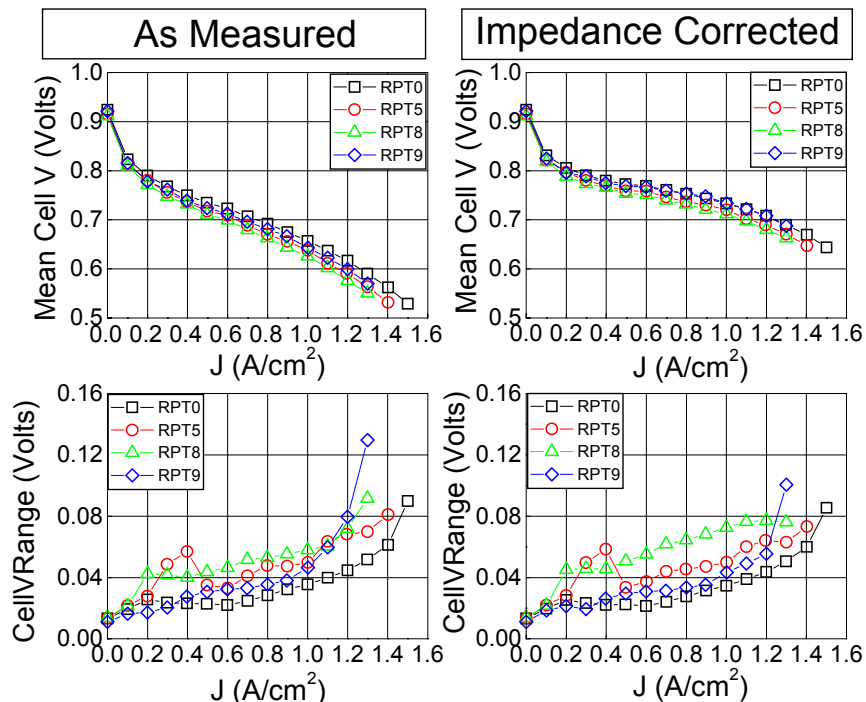 As Measured
Impedance Corrected
Mean Cell V (Volts)
1.0
0.9
0.8
0.7
0.6
0.5
0.0 0.2 0.4 0.6 0.8 1.0 1.2 1.4 1.6
J (A/cm²)
RPT0
RPT5
RPT8
RPT9
Mean Cell V (Volts)
1.0
0.9
0.8
0.7
0.6
0.5
0.0 0.2 0.4 0.6 0.8 1.0 1.2 1.4 1.6
J (A/cm²)
RPT0
RPT5
RPT8
RPT9
CellVRange (Volts)
0.16
0.12
0.08
0.04
0.00
0.0 0.2 0.4 0.6 0.8 1.0 1.2 1.4 1.6
J (A/cm²)
RPT0
RPT5
RPT8
RPT9
CellVRange (Volts)
0.16
0.12
0.08
0.04
0.00
0.0 0.2 0.4 0.6 0.8 1.0 1.2 1.4 1.6
J (A/cm²)
RPT0
RPT5
RPT8
RPT9